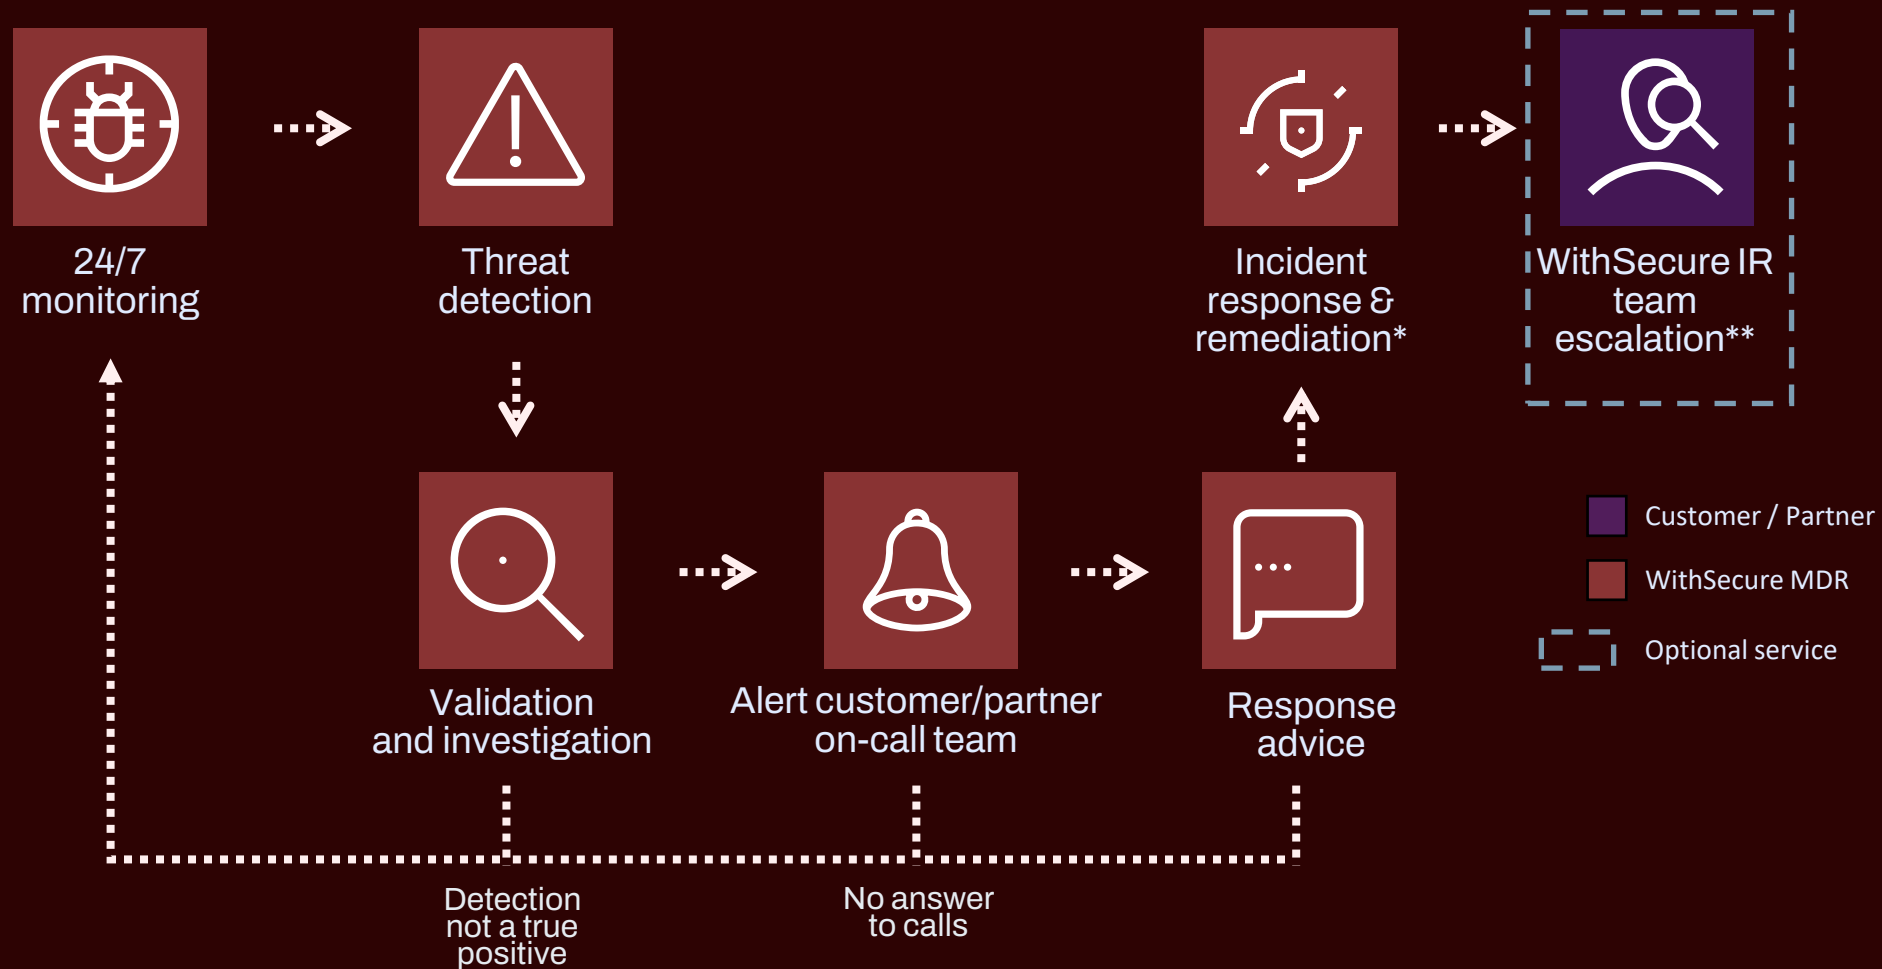 24/7
monitoring
Threat
detection
Incident
response &
remediation*
WithSecure IR
team
escalation**
Validation
and investigation
Alert customer/partner
on-call team
Response
advice
Customer / Partner
WithSecure MDR
Optional service
Detection
not a true
positive
No answer
to calls